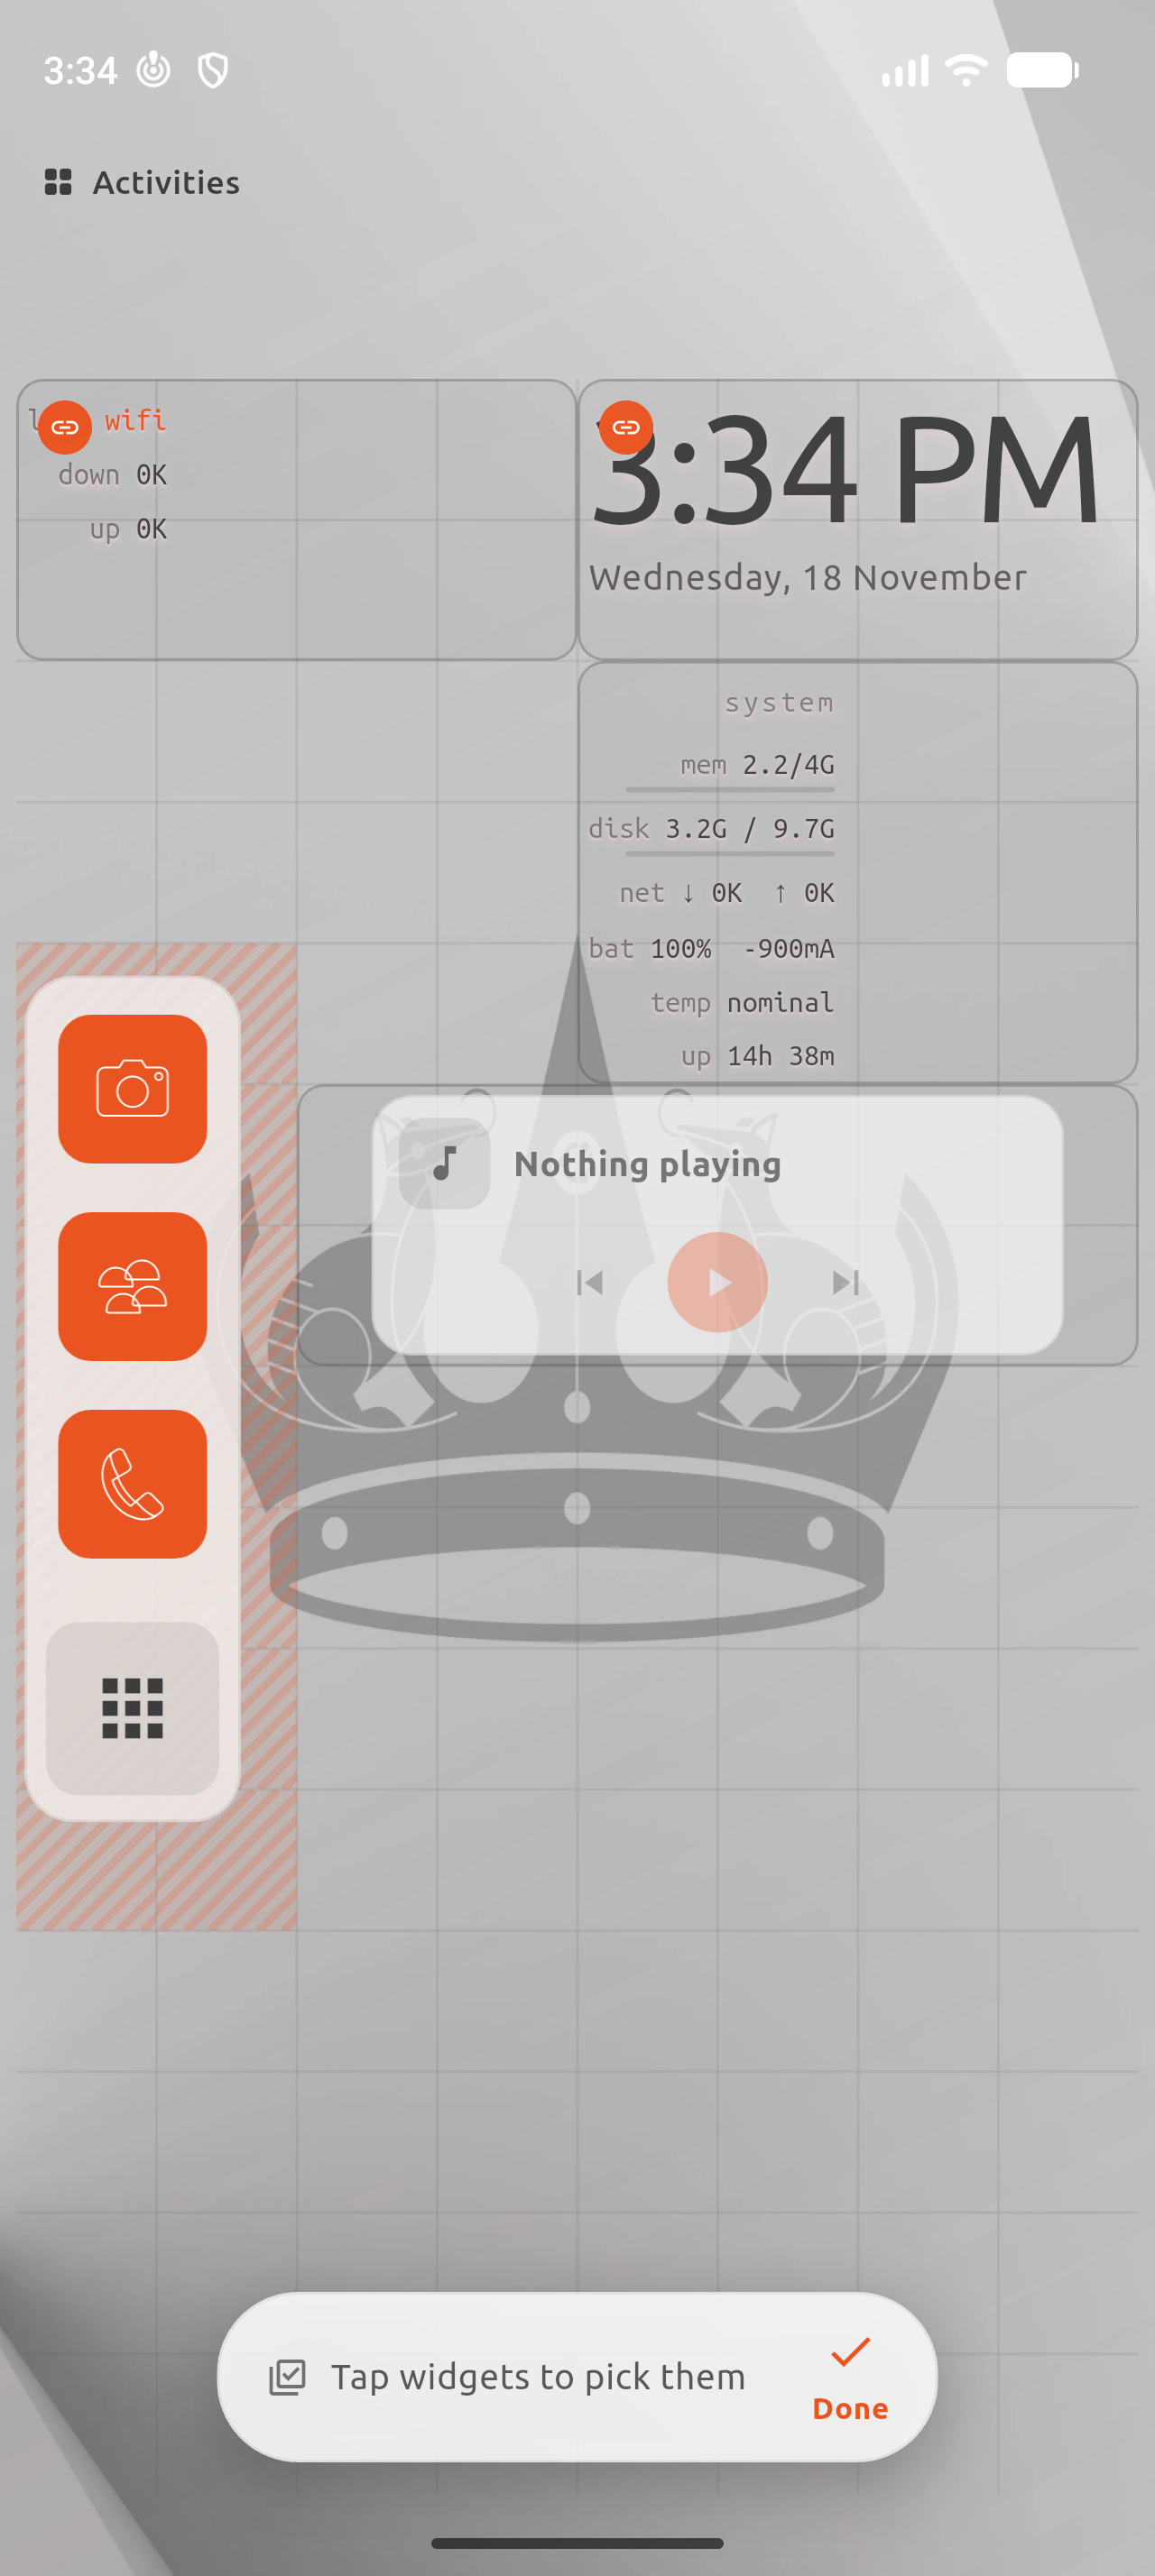 3:34
Activities
wifi
down 0K
up 0K
3:34 PM
Wednesday, 18 November
system
mem 2.2/4G
disk 3.2G / 9.7G
net ↓ 0K ↑ 0K
bat 100% -900mA
temp nominal
up 14h 38m
Nothing playing
Tap widgets to pick them
Done